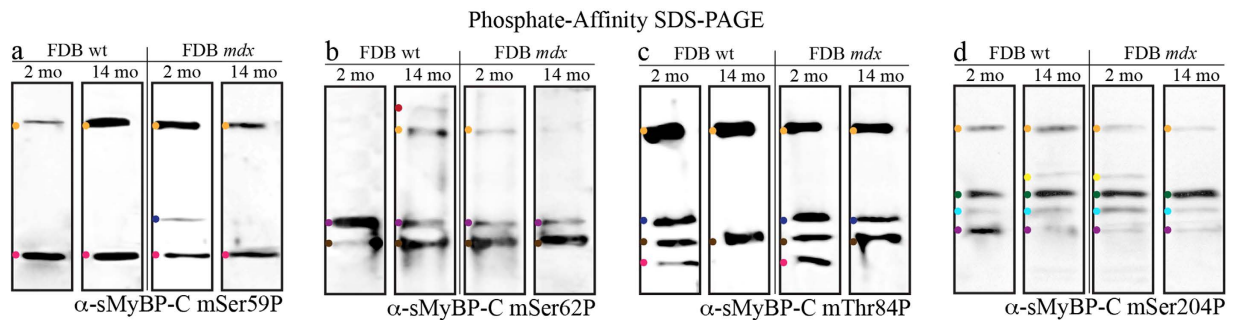 Phosphate-Affinity SDS-PAGE
a FDB wt FDB mdx
2 mo 14 mo 2 mo 14 mo
α-sMyBP-C mSer59P
b FDB wt FDB mdx
2 mo 14 mo 2 mo 14 mo
α-sMyBP-C mSer62P
c FDB wt FDB mdx
2 mo 14 mo 2 mo 14 mo
α-sMyBP-C mThr84P
d FDB wt FDB mdx
2 mo 14 mo 2 mo 14 mo
α-sMyBP-C mSer204P